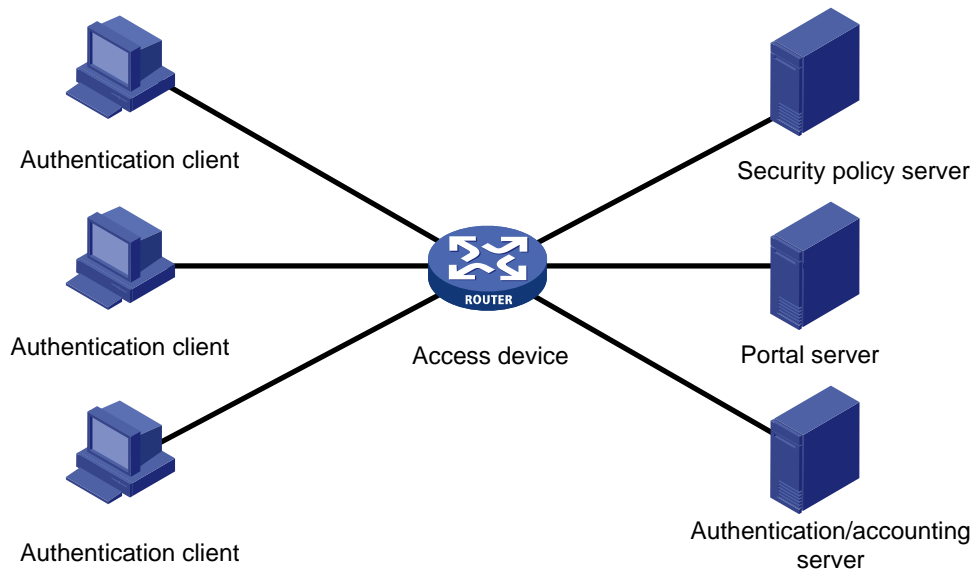 Authentication client
Security policy server
Authentication client
ROUTER
Access device
Portal server
Authentication client
Authentication/accounting
server